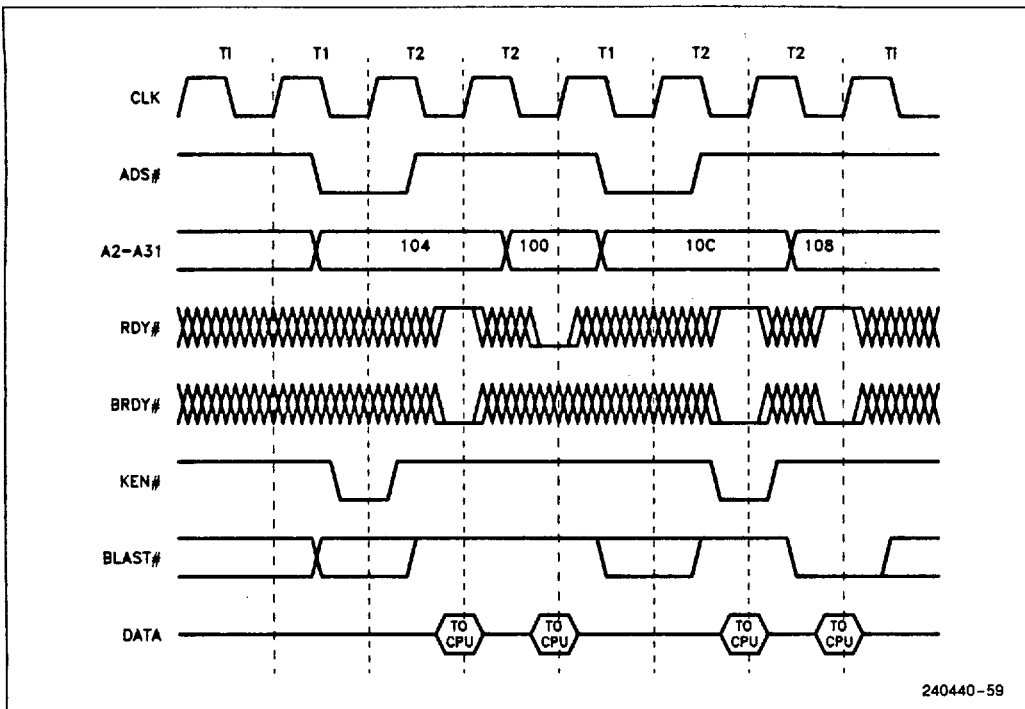 TI T1 T2 T2 T1 T2 T2 TI
CLK
ADS#
A2-A31 104 100 10C 108
RDY#
BRDY#
KEN#
BLAST#
DATA TO CPU TO CPU TO CPU TO CPU
240440-59